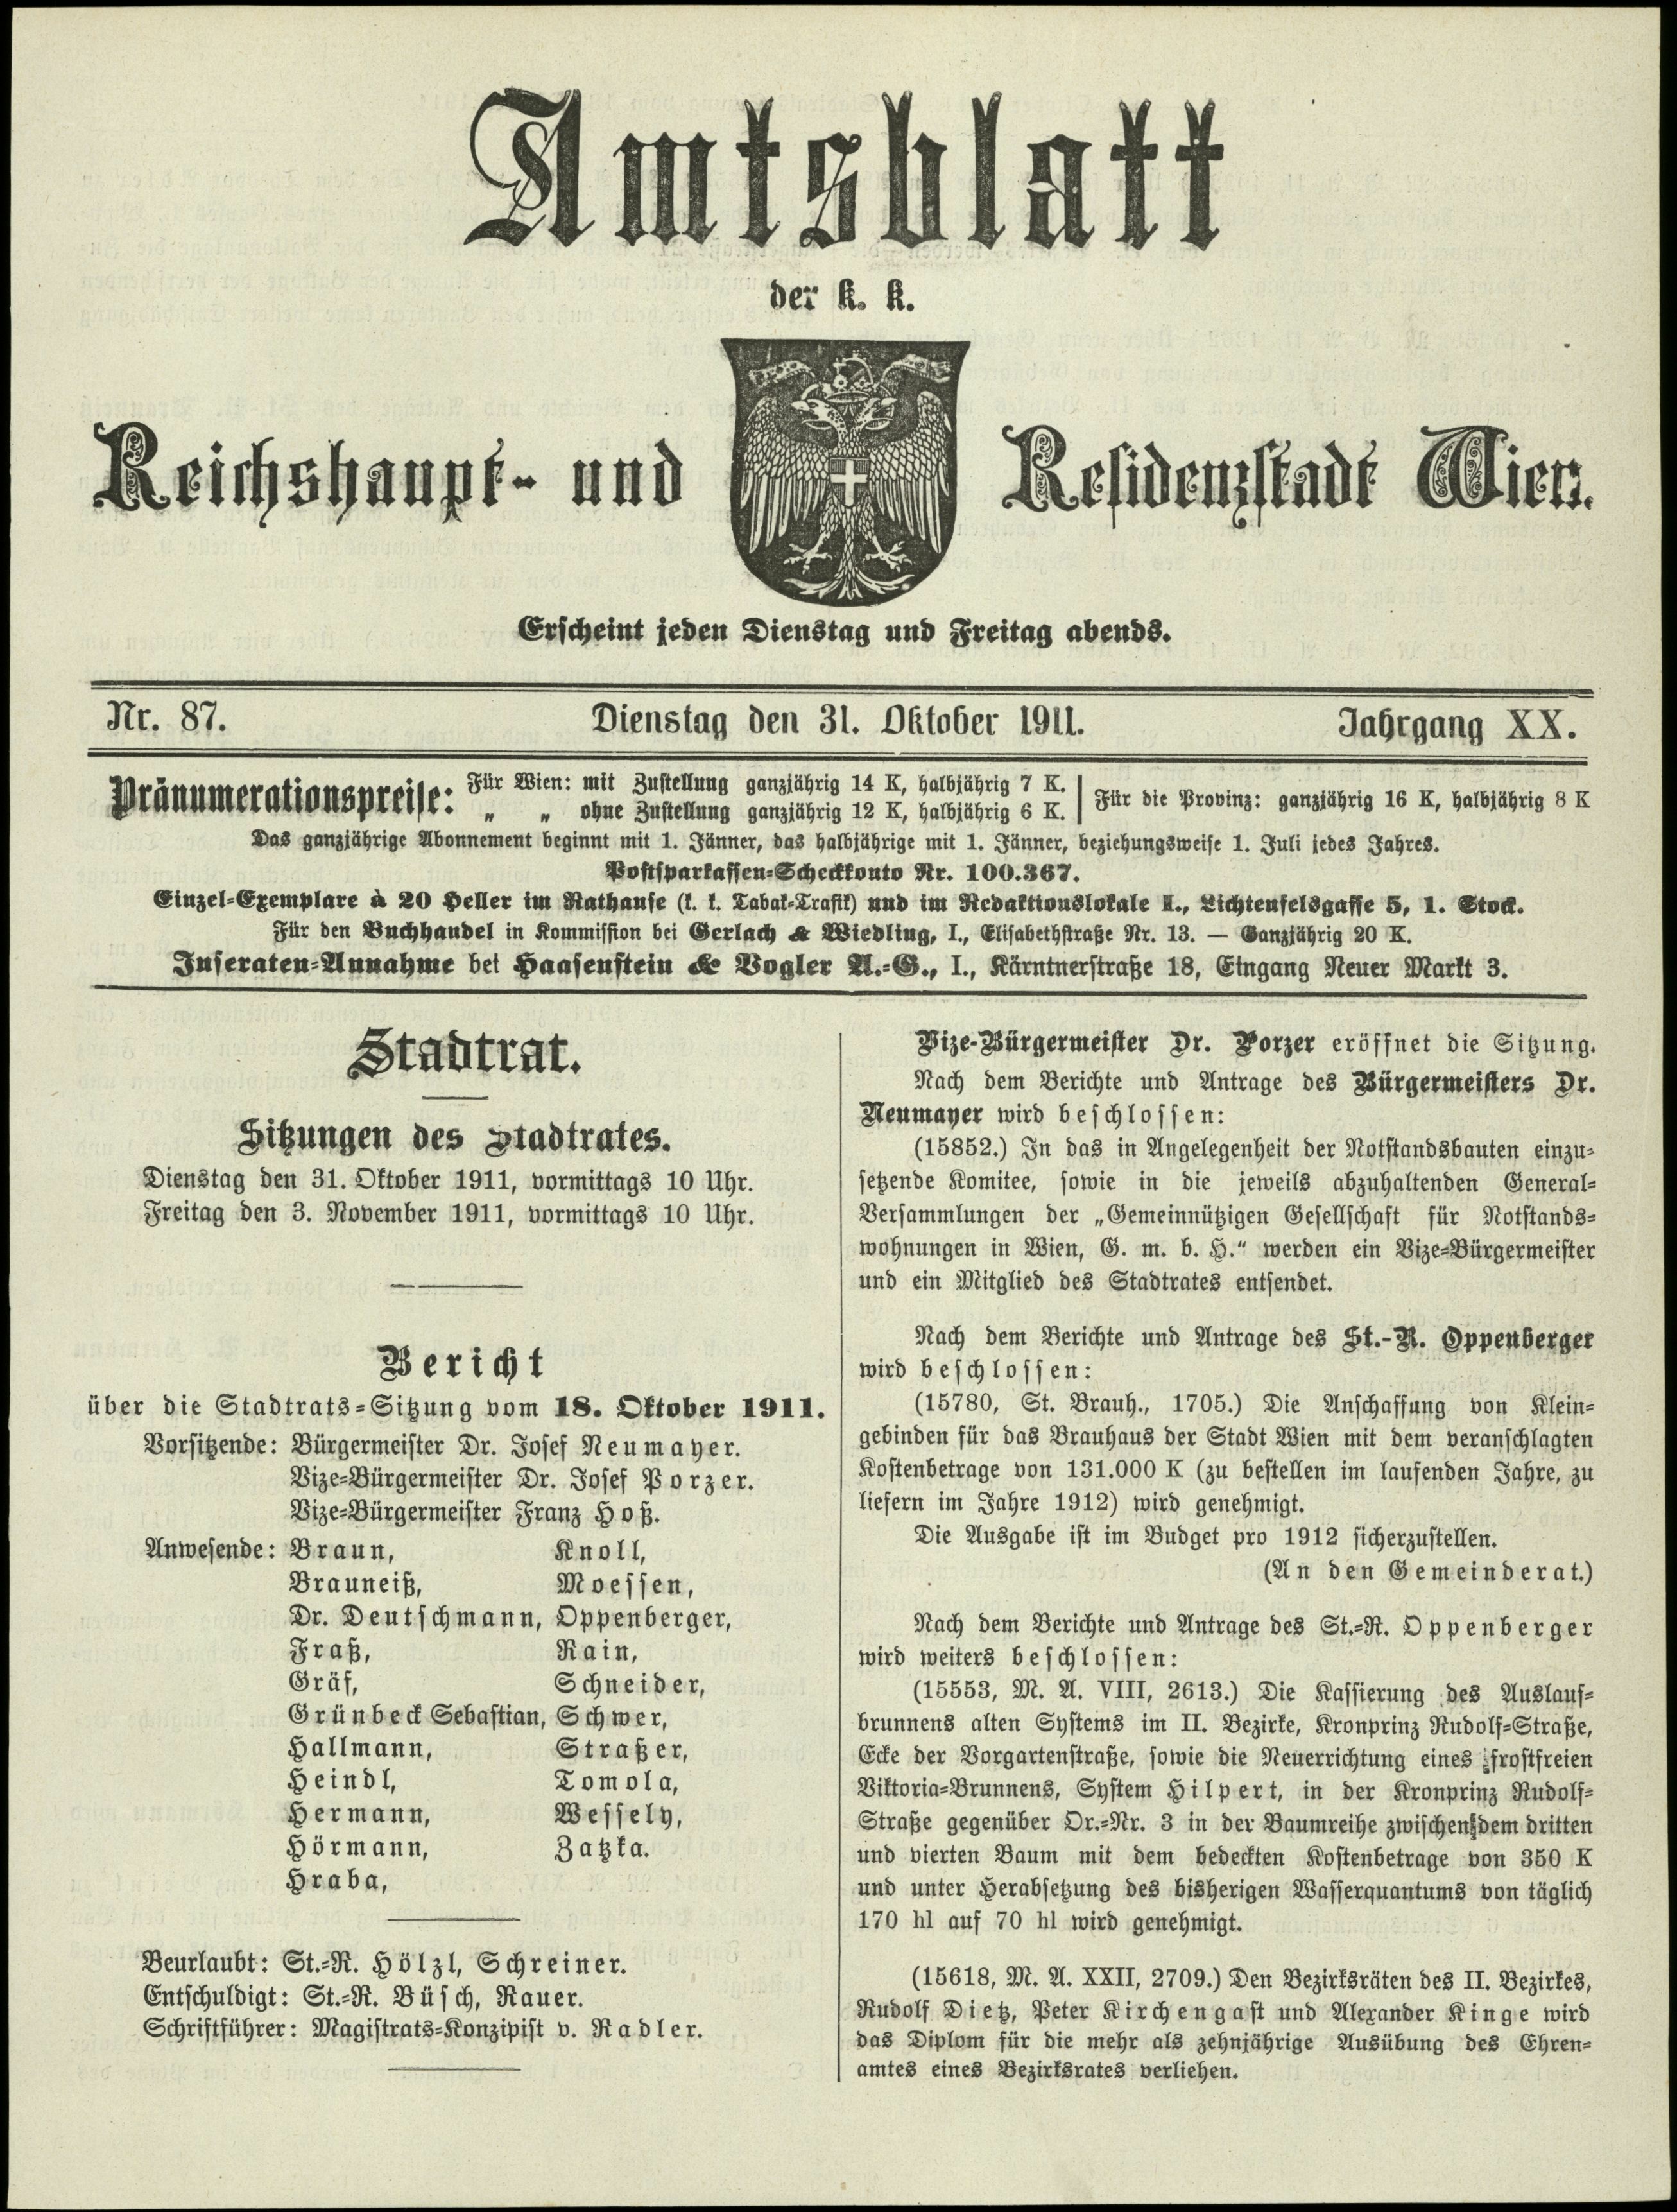 Amtsblatt
der k. k.
Reichshaupt- und Residenzstadt Wien.
Erscheint jeden Dienstag und Freitag abends.
Nr. 87. Dienstag den 31. Oktober 1911. Jahrgang XX.
Pränumerationspreise: Für Wien: mit Zustellung ganzjährig 14 K, halbjährig 7 K.
„ „ ohne Zustellung ganzjährig 12 K, halbjährig 6 K.
Für die Provinz: ganzjährig 16 K, halbjährig 8 K
Das ganzjährige Abonnement beginnt mit 1. Jänner, das halbjährige mit 1. Jänner, beziehungsweise 1. Juli jedes Jahres.
Postsparkassen-Scheckkonto Nr. 100.367.
Einzel-Exemplare à 20 Heller im Rathause (k. k. Tabak-Trafik) und im Redaktionslokale I., Lichtenfelsgasse 5, 1. Stock.
Für den Buchhandel in Kommission bei Gerlach & Wiedling, I., Elisabethstraße Nr. 13. — Ganzjährig 20 K.
Inseraten-Annahme bei Haasenstein & Vogler A.-G., I., Kärntnerstraße 18, Eingang Neuer Markt 3.
Stadtrat.
Sitzungen des Stadtrates.
Dienstag den 31. Oktober 1911, vormittags 10 Uhr.
Freitag den 3. November 1911, vormittags 10 Uhr.
Bericht
über die Stadtrats-Sitzung vom 18. Oktober 1911.
Vorsitzende: Bürgermeister Dr. Josef Neumayer.
Vize-Bürgermeister Dr. Josef Porzer.
Vize-Bürgermeister Franz Hoß.
Anwesende: Braun, Knoll,
Brauneiß, Moessen,
Dr. Deutschmann, Oppenberger,
Fraß, Rain,
Gräf, Schneider,
Grünbeck Sebastian, Schwer,
Hallmann, Straßer,
Heindl, Tomola,
Hermann, Wessely,
Hörmann, Zatzka.
Hraba,
Beurlaubt: St.-R. Hölzl, Schreiner.
Entschuldigt: St.-R. Büsch, Rauer.
Schriftführer: Magistrats-Konzipist v. Radler.
Vize-Bürgermeister Dr. Porzer eröffnet die Sitzung.
Nach dem Berichte und Antrage des Bürgermeisters Dr.
Neumayer wird beschlossen:
(15852.) In das in Angelegenheit der Notstandsbauten einzu-
setzende Komitee, sowie in die jeweils abzuhaltenden General-
Versammlungen der „Gemeinnützigen Gesellschaft für Notstands-
wohnungen in Wien, G. m. b. H.“ werden ein Vize-Bürgermeister
und ein Mitglied des Stadtrates entsendet.
Nach dem Berichte und Antrage des St.-R. Oppenberger
wird beschlossen:
(15780, St. Brauh., 1705.) Die Anschaffung von Klein-
gebinden für das Brauhaus der Stadt Wien mit dem veranschlagten
Kostenbetrage von 131.000 K (zu bestellen im laufenden Jahre, zu
liefern im Jahre 1912) wird genehmigt.
Die Ausgabe ist im Budget pro 1912 sicherzustellen.
(An den Gemeinderat.)
Nach dem Berichte und Antrage des St.-R. Oppenberger
wird weiters beschlossen:
(15553, M. A. VIII, 2613.) Die Kassierung des Auslauf-
brunnens alten Systems im II. Bezirke, Kronprinz Rudolf-Straße,
Ecke der Vorgartenstraße, sowie die Neuerrichtung eines frostfreien
Viktoria-Brunnens, System Hilpert, in der Kronprinz Rudolf-
Straße gegenüber Or.-Nr. 3 in der Baumreihe zwischen dem dritten
und vierten Baum mit dem bedeckten Kostenbetrage von 350 K
und unter Herabsetzung des bisherigen Wasserquantums von täglich
170 hl auf 70 hl wird genehmigt.
(15618, M. A. XXII, 2709.) Den Bezirksräten des II. Bezirkes,
Rudolf Dietz, Peter Kirchengast und Alexander Kinge wird
das Diplom für die mehr als zehnjährige Ausübung des Ehren-
amtes eines Bezirksrates verliehen.